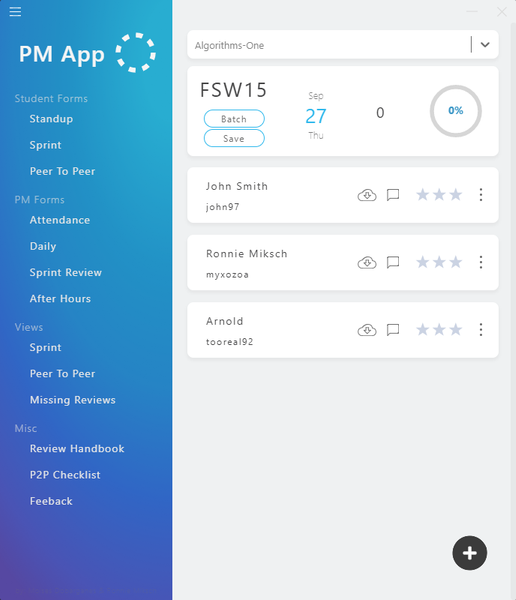 PM App
Student Forms
Standup
Sprint
Peer To Peer
PM Forms
Attendance
Daily
Sprint Review
After Hours
Views
Sprint
Peer To Peer
Missing Reviews
Misc
Review Handbook
P2P Checklist
Feeback
Algorithms-One
FSW15
Batch
Save
Sep
27
Thu
0
0%
John Smith
john97
Ronnie Miksch
myxozoa
Arnold
tooreal92